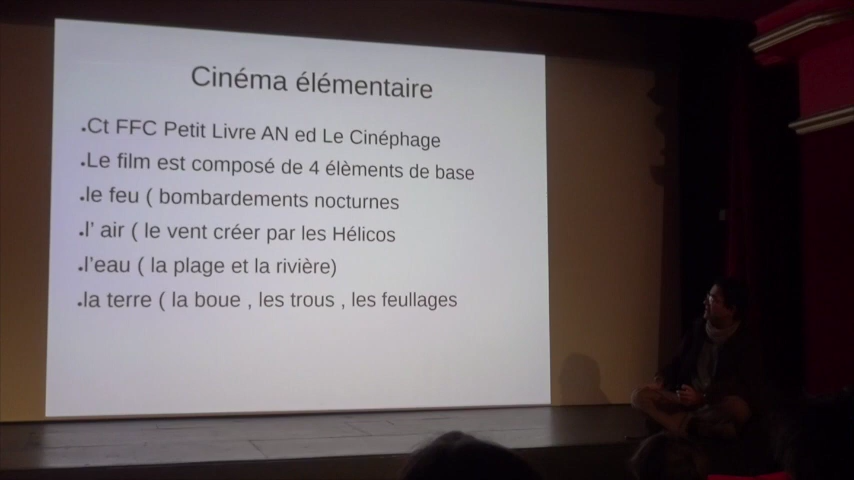 Cinéma élémentaire
.Ct FFC Petit Livre AN ed Le Cinéphage
.Le film est composé de 4 élèments de base
.le feu ( bombardements nocturnes
.l' air ( le vent créer par les Hélicos
.l'eau ( la plage et la rivière)
.la terre ( la boue , les trous , les feullages